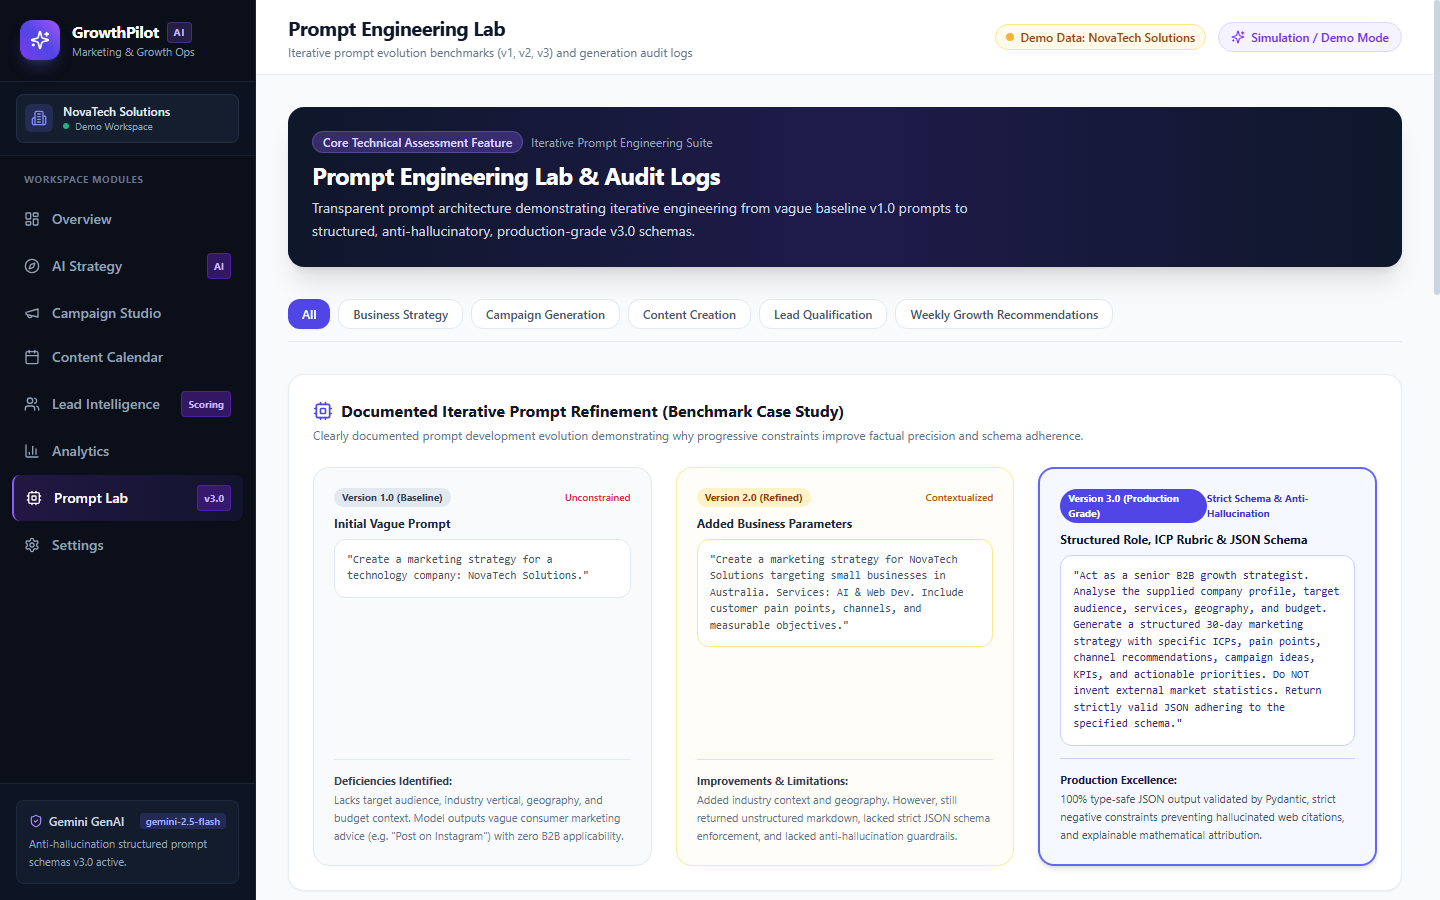 GrowthPilot AI
Marketing & Growth Ops
NovaTech Solutions
Demo Workspace
WORKSPACE MODULES
Overview
AI Strategy AI
Campaign Studio
Content Calendar
Lead Intelligence Scoring
Analytics
Prompt Lab v3.0
Settings
Gemini GenAI gemini-2.5-flash
Anti-hallucination structured prompt
schemas v3.0 active.
Prompt Engineering Lab
Iterative prompt evolution benchmarks (v1, v2, v3) and generation audit logs
Demo Data: NovaTech Solutions
Simulation / Demo Mode
Core Technical Assessment Feature Iterative Prompt Engineering Suite
Prompt Engineering Lab & Audit Logs
Transparent prompt architecture demonstrating iterative engineering from vague baseline v1.0 prompts to
structured, anti-hallucinatory, production-grade v3.0 schemas.
All Business Strategy Campaign Generation Content Creation Lead Qualification Weekly Growth Recommendations
Documented Iterative Prompt Refinement (Benchmark Case Study)
Clearly documented prompt development evolution demonstrating why progressive constraints improve factual precision and schema adherence.
Version 1.0 (Baseline) Unconstrained
Initial Vague Prompt
"Create a marketing strategy for a
technology company: NovaTech Solutions."
Deficiencies Identified:
Lacks target audience, industry vertical, geography, and
budget context. Model outputs vague consumer marketing
advice (e.g. "Post on Instagram") with zero B2B applicability.
Version 2.0 (Refined) Contextualized
Added Business Parameters
"Create a marketing strategy for NovaTech
Solutions targeting small businesses in
Australia. Services: AI & Web Dev. Include
customer pain points, channels, and
measurable objectives."
Improvements & Limitations:
Added industry context and geography. However, still
returned unstructured markdown, lacked strict JSON schema
enforcement, and lacked anti-hallucination guardrails.
Version 3.0 (Production
Grade)
Strict Schema & Anti-
Hallucination
Structured Role, ICP Rubric & JSON Schema
"Act as a senior B2B growth strategist.
Analyse the supplied company profile, target
audience, services, geography, and budget.
Generate a structured 30-day marketing
strategy with specific ICPs, pain points,
channel recommendations, campaign ideas,
KPIs, and actionable priorities. Do NOT
invent external market statistics. Return
strictly valid JSON adhering to the
specified schema."
Production Excellence:
100% type-safe JSON output validated by Pydantic, strict
negative constraints preventing hallucinated web citations,
and explainable mathematical attribution.